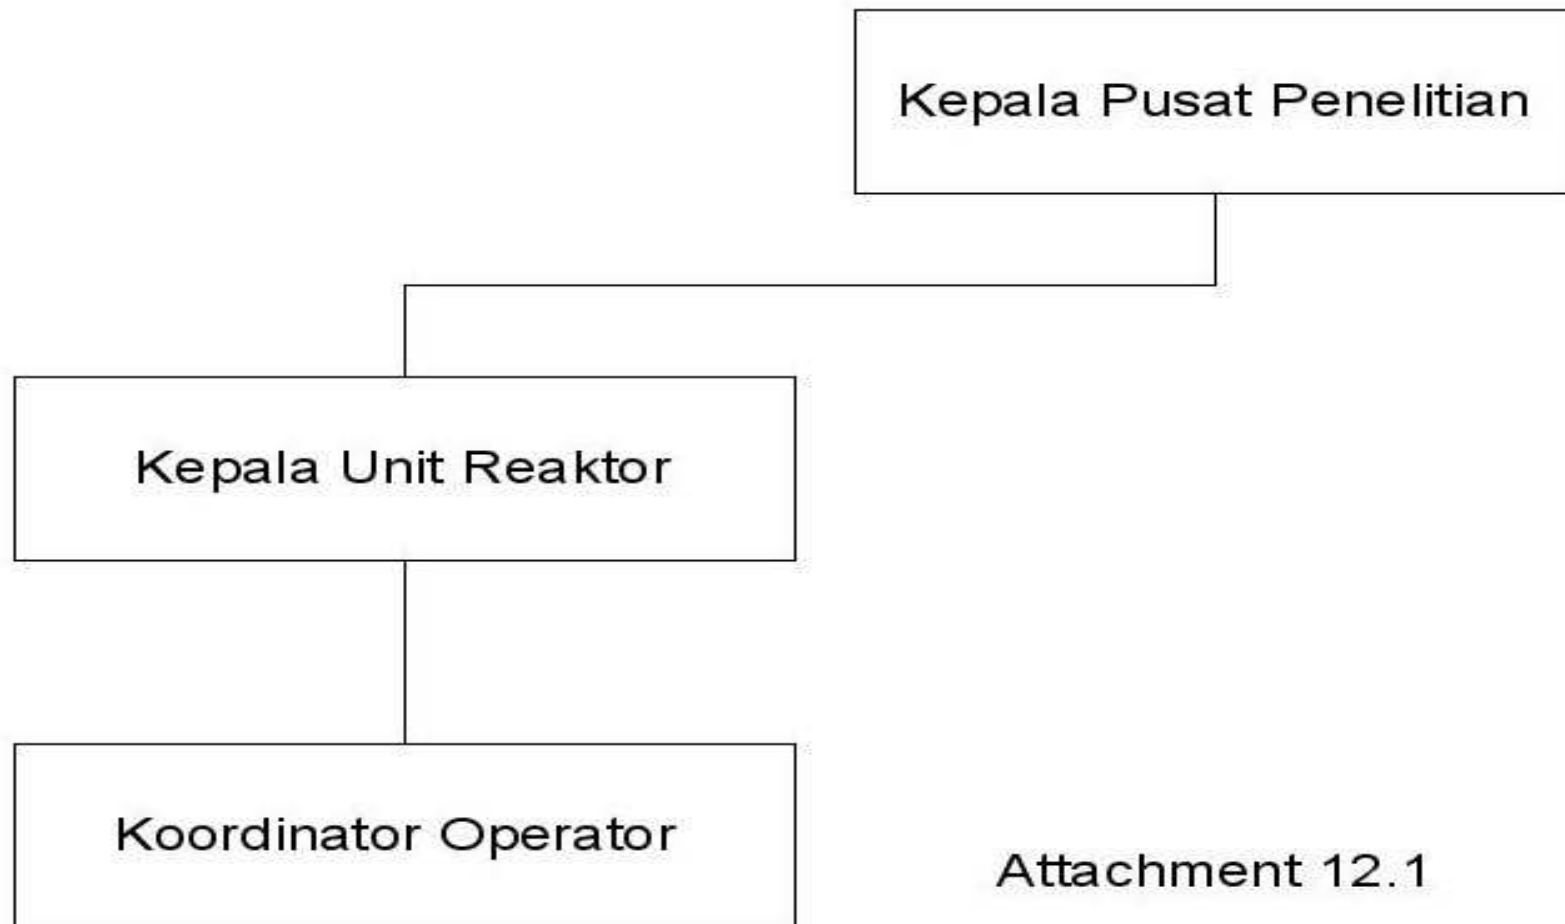 Kepala Pusat Penelitian
Kepala Unit Reaktor
Koordinator Operator
Attachment 12.1